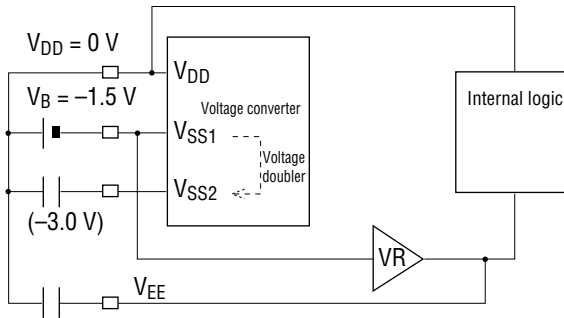 V_DD = 0 V
V_DD
V_B = –1.5 V
Voltage converter
V_SS1
Voltage
doubler
V_SS2
(–3.0 V)
Internal logic
VR
V_EE